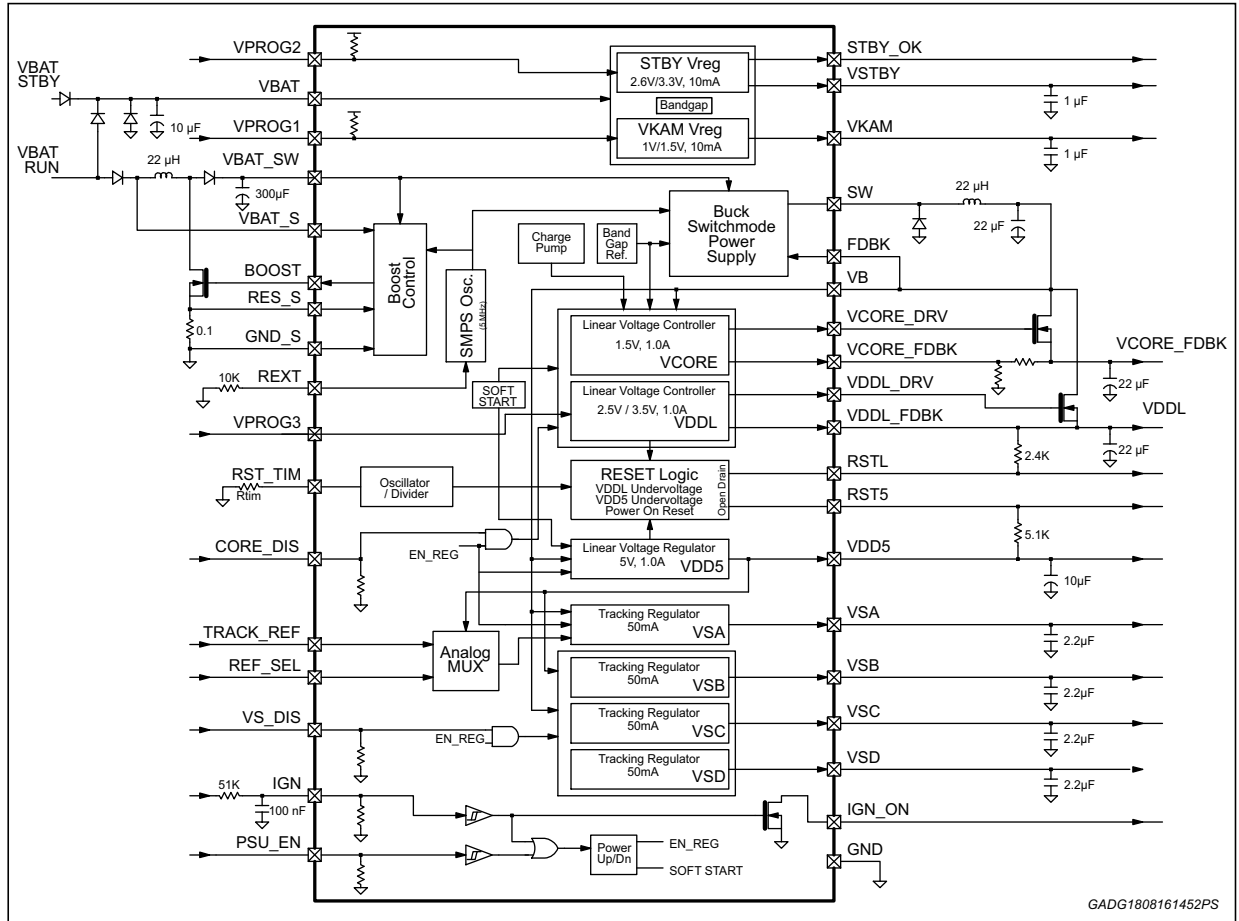 VPROG2
VBAT
STBY
VBAT
10 µF
VPROG1
VBAT
RUN
22 µH
VBAT_SW
300µF
VBAT_S
BOOST
RES_S
0.1
GND_S
REXT
10K
VPROG3
RST_TIM
Rtim
CORE_DIS
TRACK_REF
REF_SEL
VS_DIS
IGN
51K
100 nF
PSU_EN
STBY Vreg
2.6V/3.3V, 10mA
Bandgap
VKAM Vreg
1V/1.5V, 10mA
Buck
Switchmode
Power
Supply
Charge
Pump
Band
Gap
Ref.
Boost
Control
SMPS Osc.
(5 MHz)
Linear Voltage Controller
1.5V, 1.0A
VCORE
SOFT
START
Linear Voltage Controller
2.5V / 3.5V, 1.0A
VDDL
Oscillator
/ Divider
RESET Logic
VDDL Undervoltage
VDD5 Undervoltage
Power On Reset
Open Drain
EN_REG
Linear Voltage Regulator
5V, 1.0A
VDD5
Tracking Regulator
50mA
VSA
Analog
MUX
Tracking Regulator
50mA
VSB
Tracking Regulator
50mA
VSC
EN_REG
Tracking Regulator
50mA
VSD
Power
Up/Dn
EN_REG
SOFT START
STBY_OK
VSTBY
1 µF
VKAM
1 µF
SW
22 µH
22 µF
FDBK
VB
VCORE_DRV
VCORE_FDBK
VCORE_FDBK
22 µF
VDDL_DRV
VDDL_FDBK
VDDL
22 µF
2.4K
RSTL
RST5
5.1K
VDD5
10µF
VSA
2.2µF
VSB
2.2µF
VSC
2.2µF
VSD
2.2µF
IGN_ON
GND
GADG1808161452PS